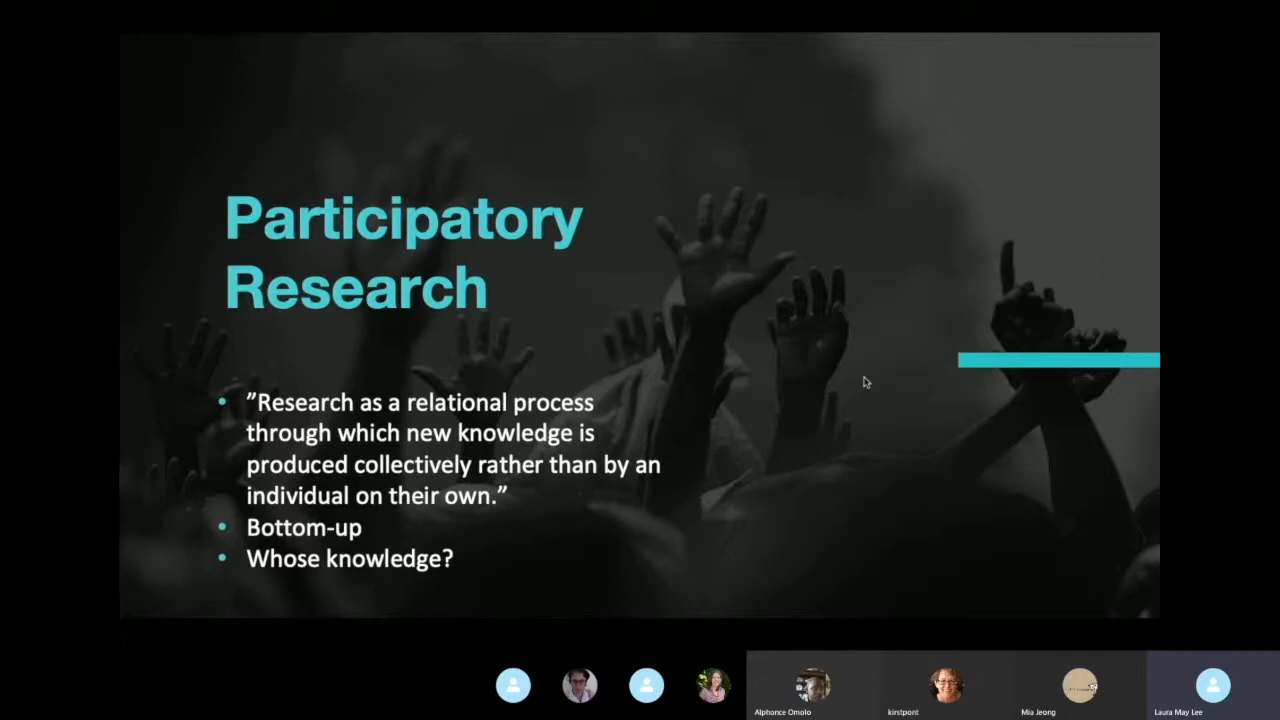 Participatory
Research
• ”Research as a relational process
through which new knowledge is
produced collectively rather than by an
individual on their own.”
• Bottom-up
• Whose knowledge?
Alphonce Omolo
kirstpont
Mia Jeong
Laura May Lee